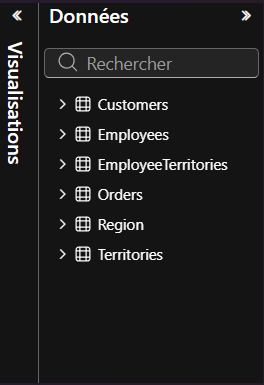 Données
Visualisations
Rechercher
Customers
Employees
EmployeeTerritories
Orders
Region
Territories